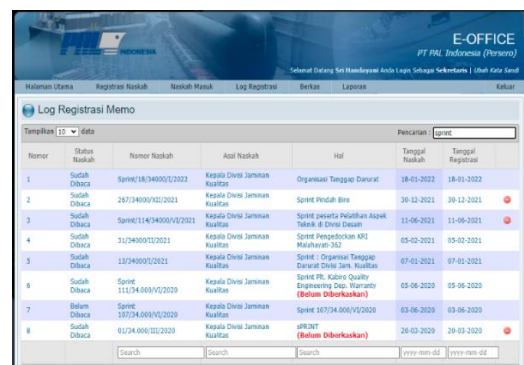 INDONESIA
E-OFFICE
PT PAL Indonesia (Persero)
Selamat Datang Sri Handayani Anda Login Sebagai Sekretaris | Ubah Kata Sandi
Halaman Utama Registrasi Naskah Naskah Masuk Log Registrasi Berkas Laporan Keluar
Log Registrasi Memo
Tampilkan 10 data Pencarian : sprint
Nomor Status Naskah Nomor Naskah Asal Naskah Hal Tanggal Naskah Tanggal Registrasi
1 Sudah Dibaca Sprint/18/34000/I/2022 Kepala Divisi Jaminan Kualitas Organisasi Tanggap Darurat 18-01-2022 18-01-2022
2 Sudah Dibaca 267/34000/XII/2021 Kepala Divisi Jaminan Kualitas Sprint Pindah Biro 30-12-2021 30-12-2021
3 Sudah Dibaca Sprint/114/34000/VI/2021 Kepala Divisi Jaminan Kualitas Sprint peserta Pelatihan Aspek Teknik di Divisi Desain 11-06-2021 11-06-2021
4 Sudah Dibaca 31/34000/II/2021 Kepala Divisi Jaminan Kualitas Sprint Pengedockan KRI Malahayati-362 05-02-2021 05-02-2021
5 Sudah Dibaca 13/34000/I/2021 Kepala Divisi Jaminan Kualitas Sprint : Organisai Tanggap Darurat Divisi Jam. Kualitas 07-01-2021 07-01-2021
6 Sudah Dibaca Sprint 111/34.000/VI/2020 Kepala Divisi Jaminan Kualitas Sprint Plt. Kabiro Quality Engineering Dep. Warranty (Belum Diberkaskan) 05-06-2020 05-06-2020
7 Belum Dibaca Sprint 107/34.000/VI/2020 Kepala Divisi Jaminan Kualitas Sprint 107/34.000/VI/2020 03-06-2020 03-06-2020
8 Sudah Dibaca 01/34.000/III/2020 Kepala Divisi Jaminan Kualitas sPRINT (Belum Diberkaskan) 20-03-2020 20-03-2020
Search Search Search yyyy-mm-dd yyyy-mm-dd